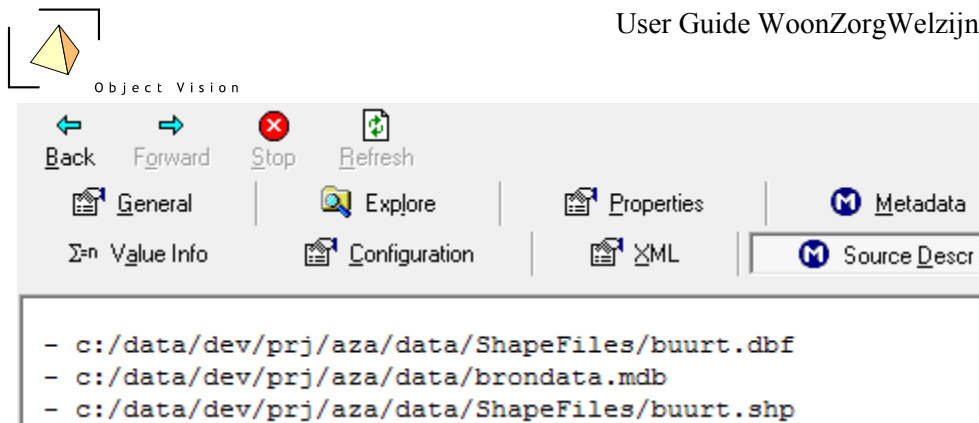 User Guide WoonZorgWelzijn
Object Vision
Back Forward Stop Refresh
General Explore Properties Metadata
Σ=n Value Info Configuration XML Source Descr
- c:/data/dev/prj/aza/data/ShapeFiles/buurt.dbf
- c:/data/dev/prj/aza/data/brondata.mdb
- c:/data/dev/prj/aza/data/ShapeFiles/buurt.shp